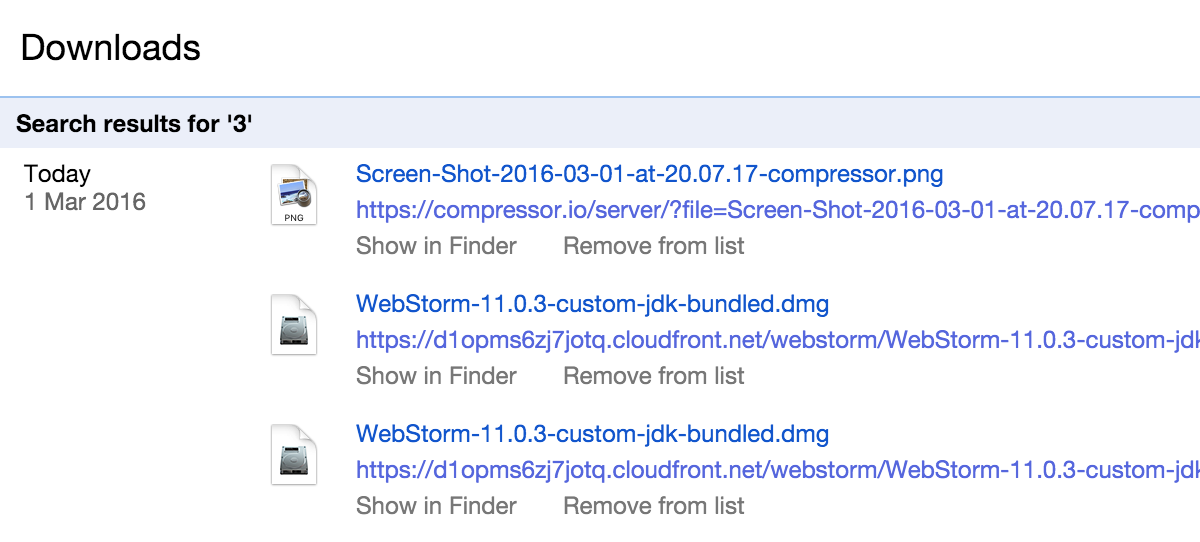 Downloads
Search results for '3'
Today
1 Mar 2016
PNG
Screen-Shot-2016-03-01-at-20.07.17-compressor.png
https://compressor.io/server/?file=Screen-Shot-2016-03-01-at-20.07.17-comp
Show in Finder Remove from list
WebStorm-11.0.3-custom-jdk-bundled.dmg
https://d1opms6zj7jotq.cloudfront.net/webstorm/WebStorm-11.0.3-custom-jdk
Show in Finder Remove from list
WebStorm-11.0.3-custom-jdk-bundled.dmg
https://d1opms6zj7jotq.cloudfront.net/webstorm/WebStorm-11.0.3-custom-jdk
Show in Finder Remove from list